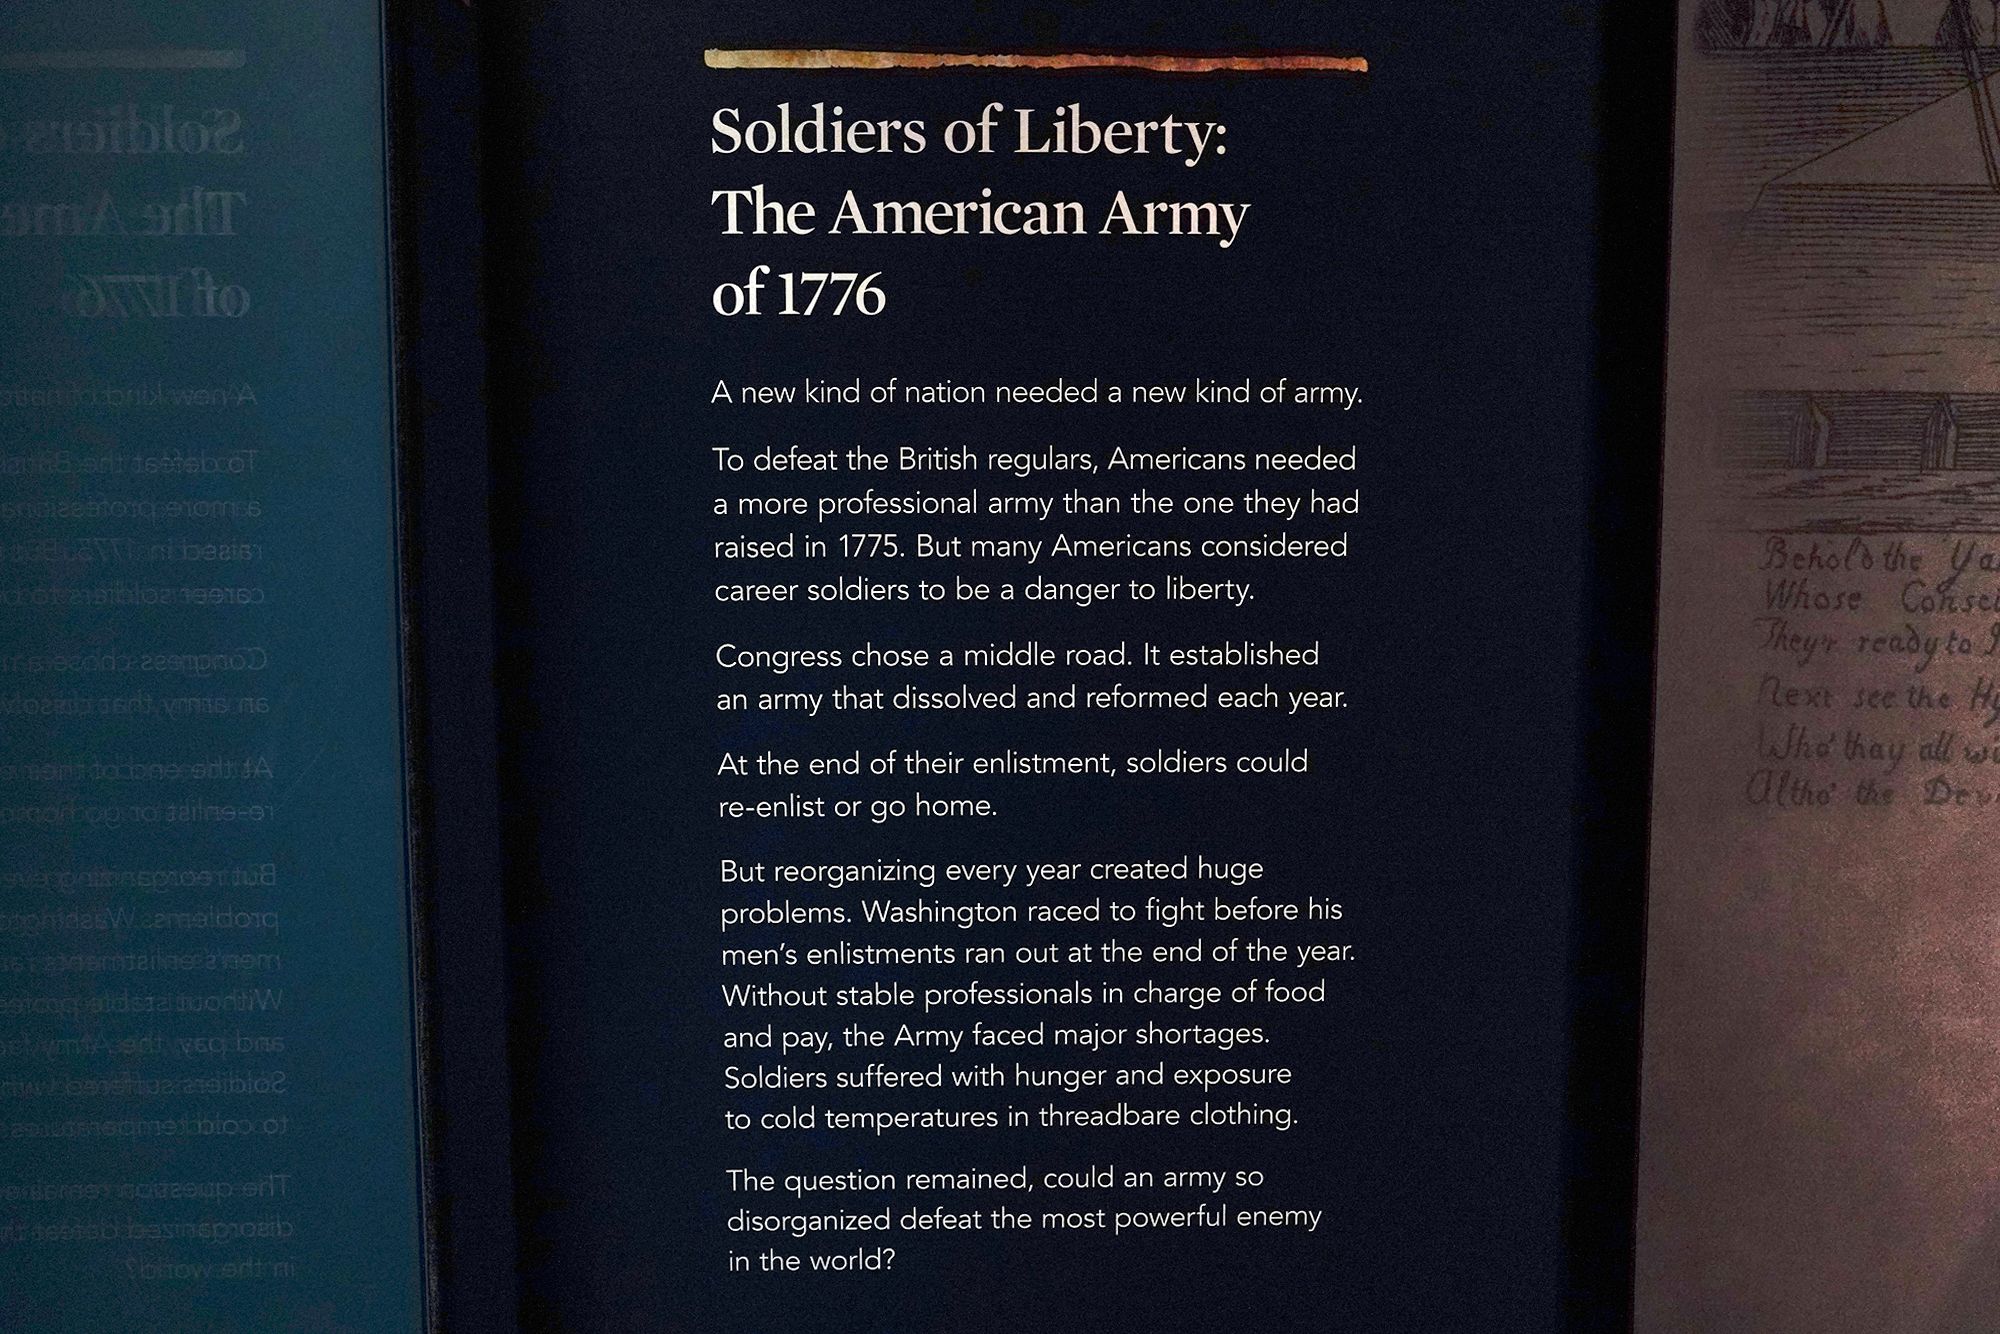 Soldiers of Liberty:
The American Army
of 1776
A new kind of nation needed a new kind of army.
To defeat the British regulars, Americans needed
a more professional army than the one they had
raised in 1775. But many Americans considered
career soldiers to be a danger to liberty.
Congress chose a middle road. It established
an army that dissolved and reformed each year.
At the end of their enlistment, soldiers could
re-enlist or go home.
But reorganizing every year created huge
problems. Washington raced to fight before his
men’s enlistments ran out at the end of the year.
Without stable professionals in charge of food
and pay, the Army faced major shortages.
Soldiers suffered with hunger and exposure
to cold temperatures in threadbare clothing.
The question remained, could an army so
disorganized defeat the most powerful enemy
in the world?
Behold the
Whose
They'r ready to
Next see the
Who' thay all
Altho' the